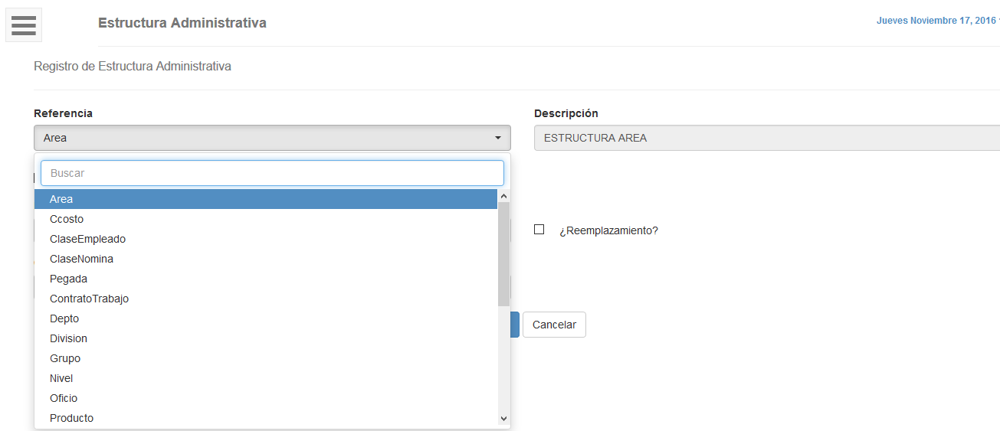 Estructura Administrativa
Jueves Noviembre 17, 2016
Registro de Estructura Administrativa
Referencia
Descripción
Area
ESTRUCTURA AREA
Buscar
Area
Ccosto
ClaseEmpleado
¿Reemplazamiento?
ClaseNomina
Pegada
ContratoTrabajo
Depto
Cancelar
Division
Grupo
Nivel
Oficio
Producto